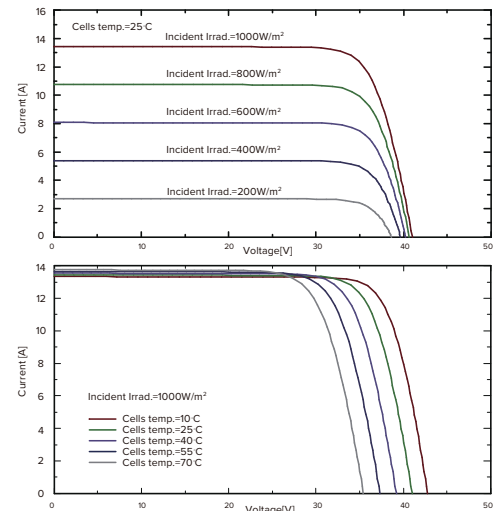 16
Cells temp.=25·C
Incident Irrad.=1000W/m²
14
12
Incident Irrad.=800W/m²
10
Incident Irrad.=600W/m²
8
6
Incident Irrad.=400W/m²
4
Incident Irrad.=200W/m²
2
0
Current [A]
0 10 20 30 40 50
Voltage[V]
14
12
10
8
6
4
2
0
Current [A]
Incident Irrad.=1000W/m²
Cells temp.=10·C
Cells temp.=25·C
Cells temp.=40·C
Cells temp.=55·C
Cells temp.=70·C
0 10 20 30 40 50
Voltage[V]